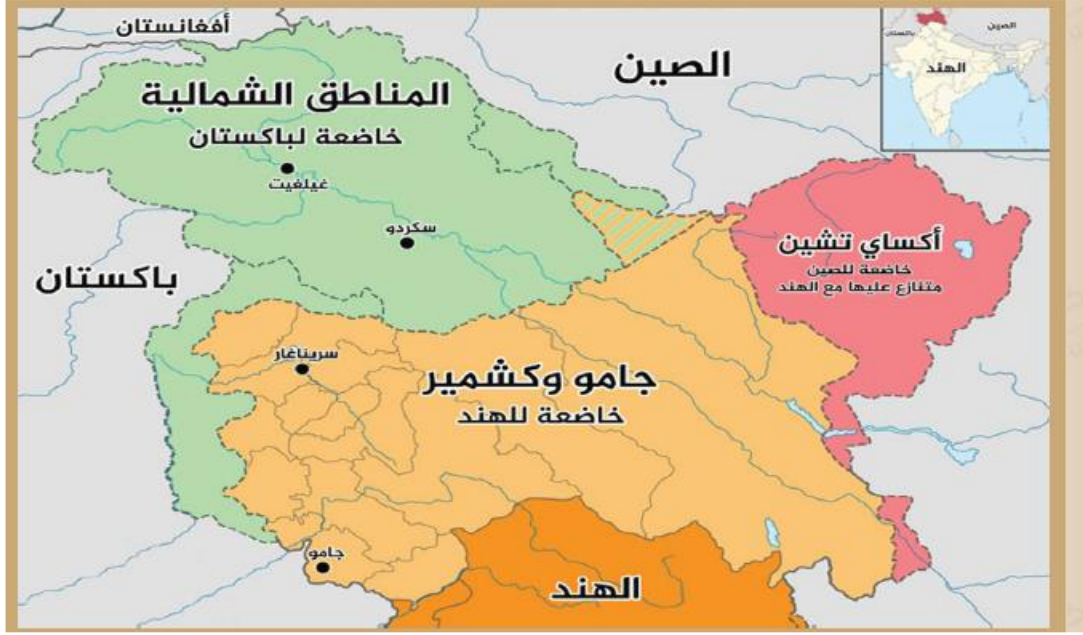 أفغانستان
الصين
باكستان
الهند
الصين
المناطق الشمالية
خاضعة لباكستان
غيلغيت
سكردو
أكساي تشين
خاضعة للصين
متنازع عليها مع الهند
باكستان
سريناغار
جامو وكشمير
خاضعة للهند
جامو
الهند